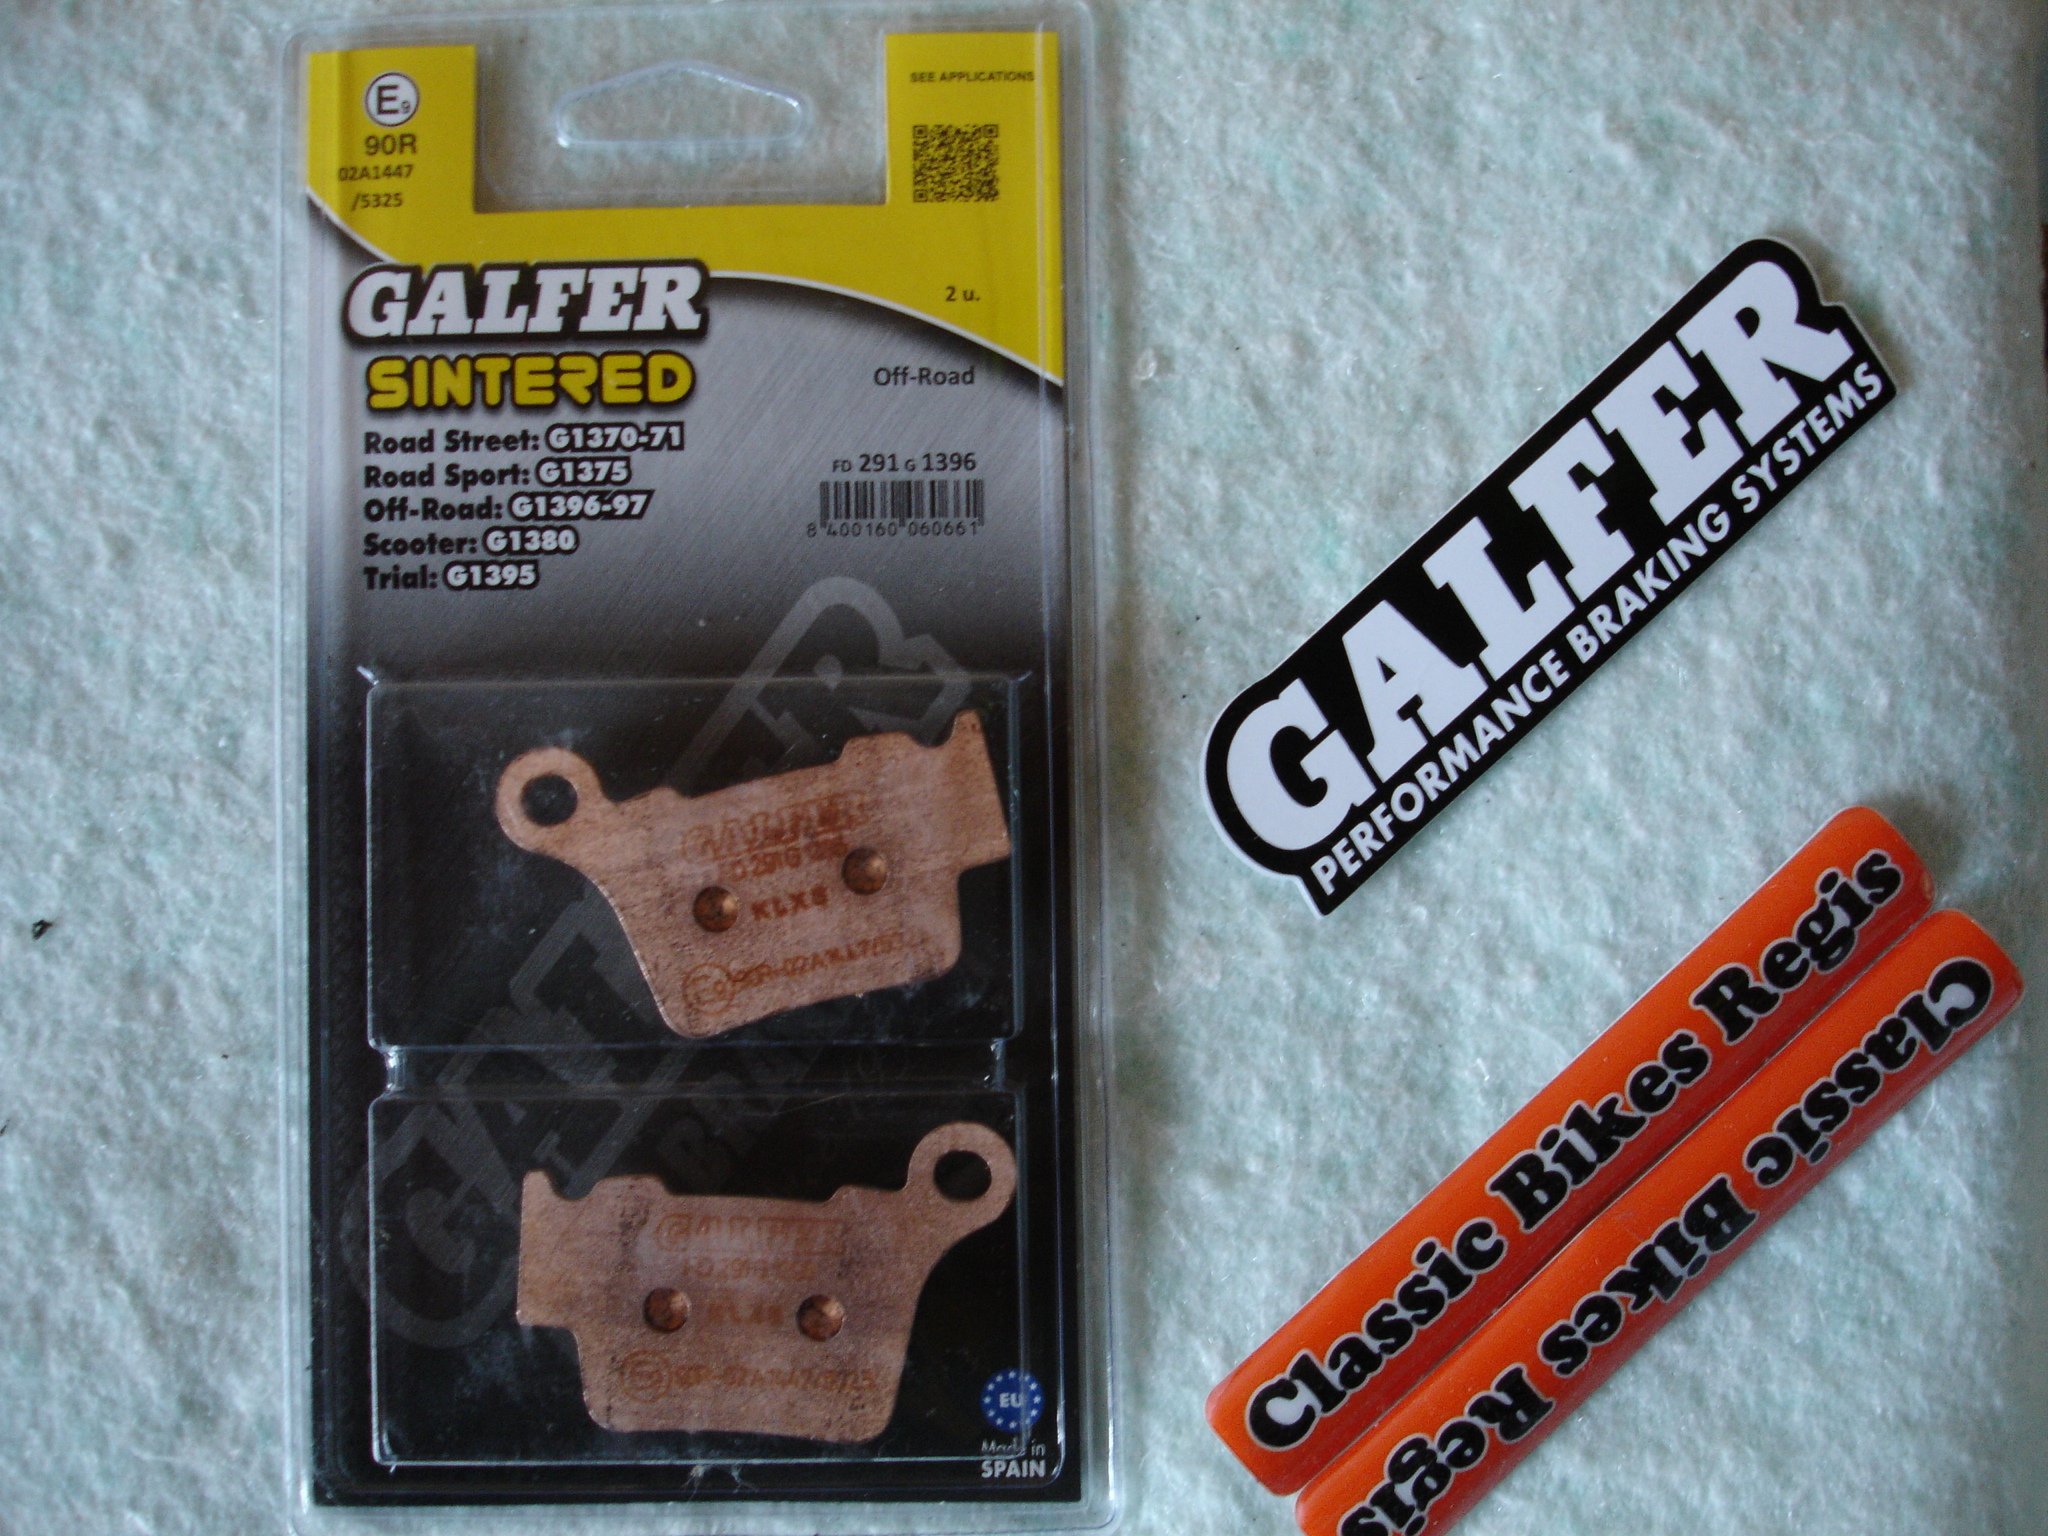 E9
90R
02A1447
/5325
SEE APPLICATIONS
2 u.
GALFER
SINTERED
Off-Road
Road Street: G1370-71
Road Sport: G1375
Off-Road: G1396-97
Scooter: G1380
Trial: G1395
FD 291 G 1396
8 400160 060661
KLX8
EU
Made in
SPAIN
GALFER
PERFORMANCE BRAKING SYSTEMS
Classic Bikes Regis
Classic Bikes Regis